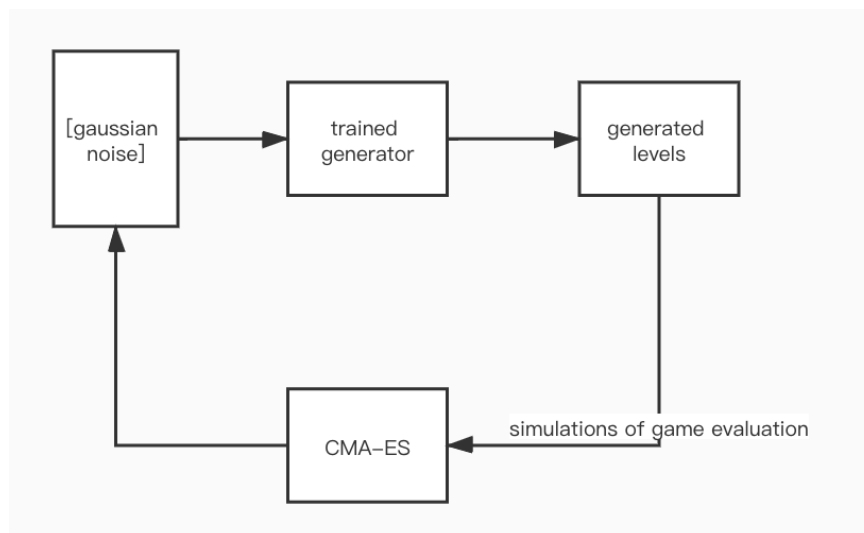 [gaussian
noise]
trained
generator
generated
levels
simulations of game evaluation
CMA-ES